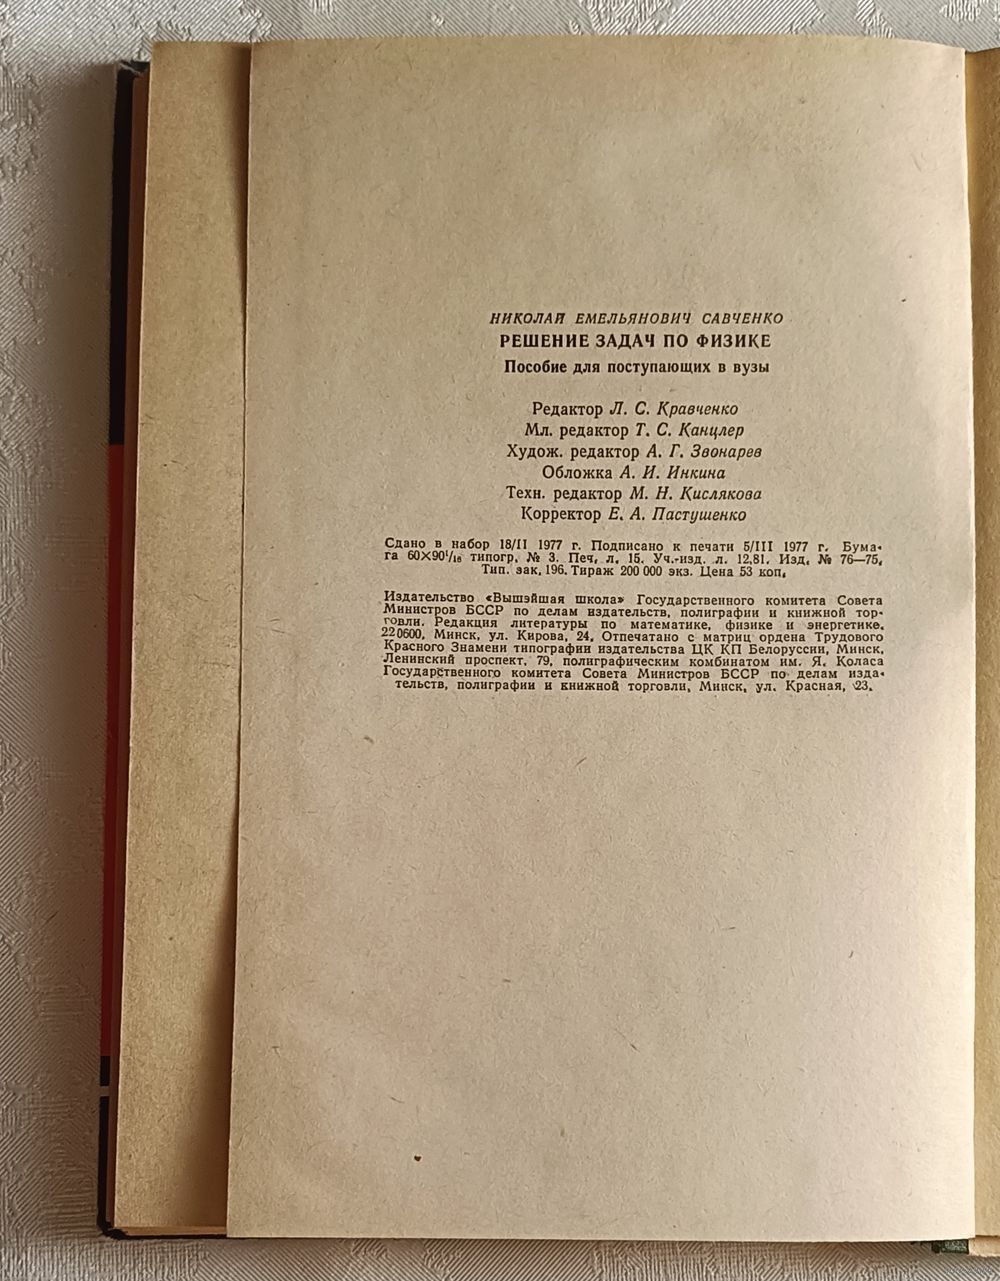 НИКОЛАЙ ЕМЕЛЬЯНОВИЧ САВЧЕНКО
РЕШЕНИЕ ЗАДАЧ ПО ФИЗИКЕ
Пособие для поступающих в вузы
Редактор Л. С. Кравченко
Мл. редактор Т. С. Канцлер
Худож. редактор А. Г. Звонарев
Обложка А. И. Инкина
Техн. редактор М. Н. Кислякова
Корректор Е. А. Пастушенко
Сдано в набор 18/II 1977 г. Подписано к печати 5/III 1977 г. Бума-
га 60×90¹/₁₆ типогр. № 3. Печ. л. 15. Уч.-изд. л. 12,81. Изд. № 76—75.
Тип. зак. 196. Тираж 200 000 экз. Цена 53 коп.
Издательство «Вышэйшая школа» Государственного комитета Совета
Министров БССР по делам издательств, полиграфии и книжной тор-
говли. Редакция литературы по математике, физике и энергетике.
220600, Минск, ул. Кирова, 24. Отпечатано с матриц ордена Трудового
Красного Знамени типографии издательства ЦК КП Белоруссии, Минск,
Ленинский проспект, 79, полиграфическим комбинатом им. Я. Коласа
Государственного комитета Совета Министров БССР по делам изда-
тельств, полиграфии и книжной торговли, Минск, ул. Красная, 23.